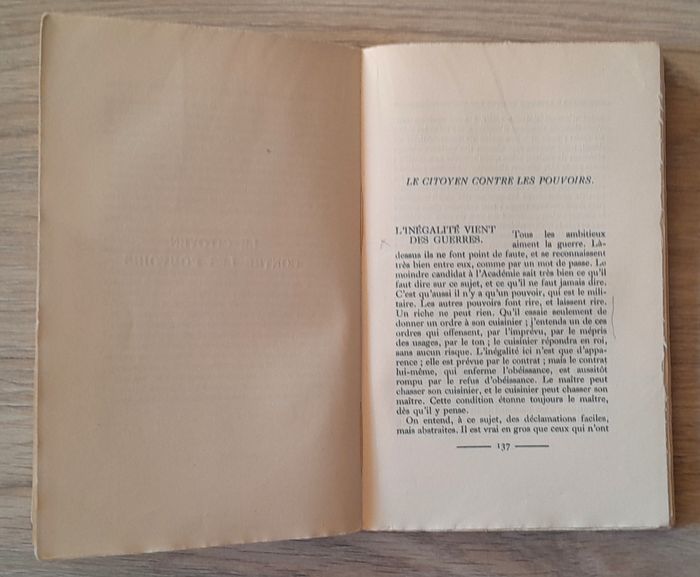 LE CITOYEN CONTRE LES POUVOIRS.
L'INÉGALITÉ VIENT
DES GUERRES.
Tous les ambitieux
aiment la guerre. Là-
dessus ils ne font point de faute, et se reconnaissent
très bien entre eux, comme par un mot de passe. Le
moindre candidat à l'Académie sait très bien ce qu'il
faut dire sur ce sujet, et ce qu'il ne faut jamais dire.
C'est qu'aussi il n'y a qu'un pouvoir, qui est le mili-
taire. Les autres pouvoirs font rire, et laissent rire.
Un riche ne peut rien. Qu'il essaie seulement de
donner un ordre à son cuisinier ; j'entends un de ces
ordres qui offensent, par l'imprévu, par le mépris
des usages, par le ton ; le cuisinier répondra en roi,
sans aucun risque. L'inégalité ici n'est que d'appa-
rence ; elle est prévue par le contrat ; mais le contrat
lui-même, qui enferme l'obéissance, est aussitôt
rompu par le refus d'obéissance. Le maître peut
chasser son cuisinier, et le cuisinier peut chasser son
maître. Cette condition étonne toujours le maître,
dès qu'il y pense.
On entend, à ce sujet, des déclamations faciles,
mais abstraites. Il est vrai en gros que ceux qui n'ont
137